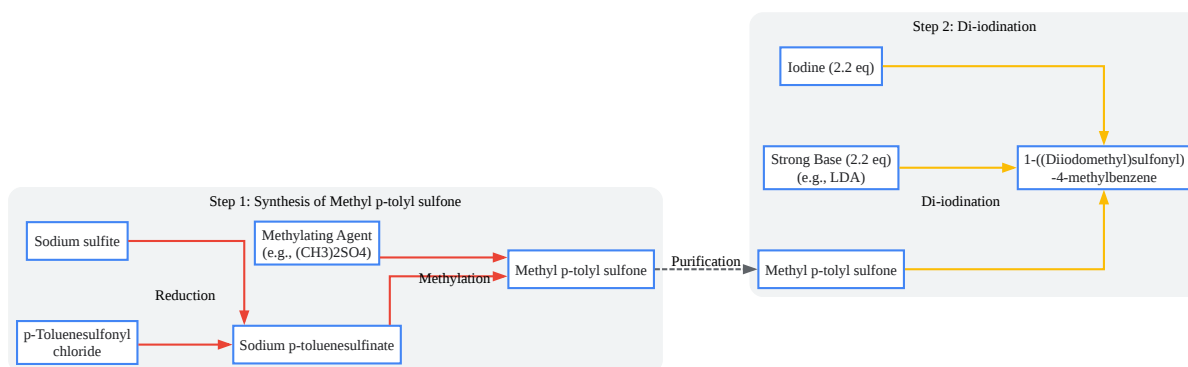 Step 1: Synthesis of Methyl p-tolyl sulfone
Sodium sulfite
Methylating Agent
(e.g., (CH3)2SO4)
Reduction
Methylation
Methyl p-tolyl sulfone
p-Toluenesulfonyl
chloride
Sodium p-toluenesulfinate
Purification
Step 2: Di-iodination
Iodine (2.2 eq)
Strong Base (2.2 eq)
(e.g., LDA)
1-((Diiodomethyl)sulfonyl)
-4-methylbenzene
Di-iodination
Methyl p-tolyl sulfone